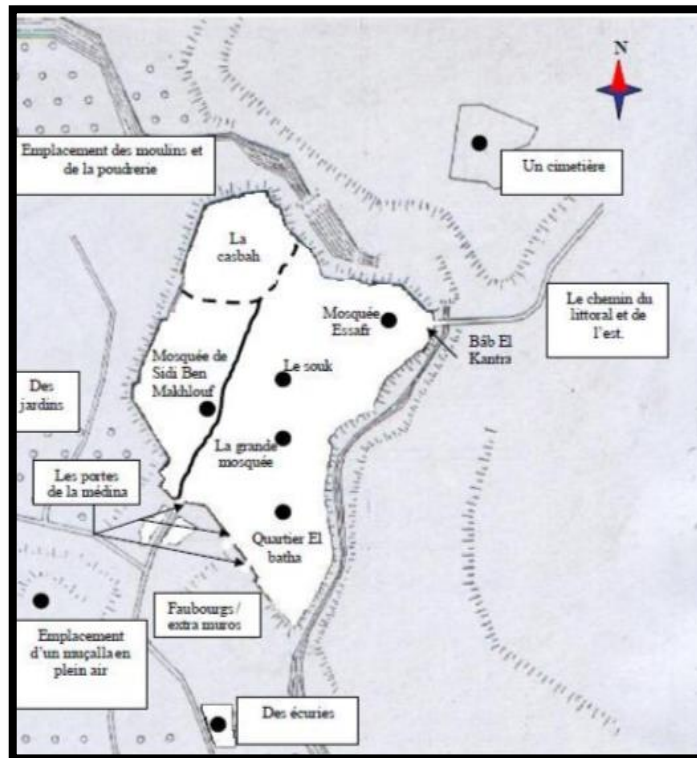 N
Emplacement des moulins et
de la poudrerie
Un cimetière
La
casbah
Le chemin du
littoral et de
l'est.
Mosquée
Essafr
Bâb El
Kantra
Mosquée de
Sidi Ben
Makhlouf
Le souk
Des
jardins
La grande
mosquée
Les portes
de la médina
Quartier El
batha
Faubourgs /
extra muros
Emplacement
d'un muçalla en
plein air
Des écuries